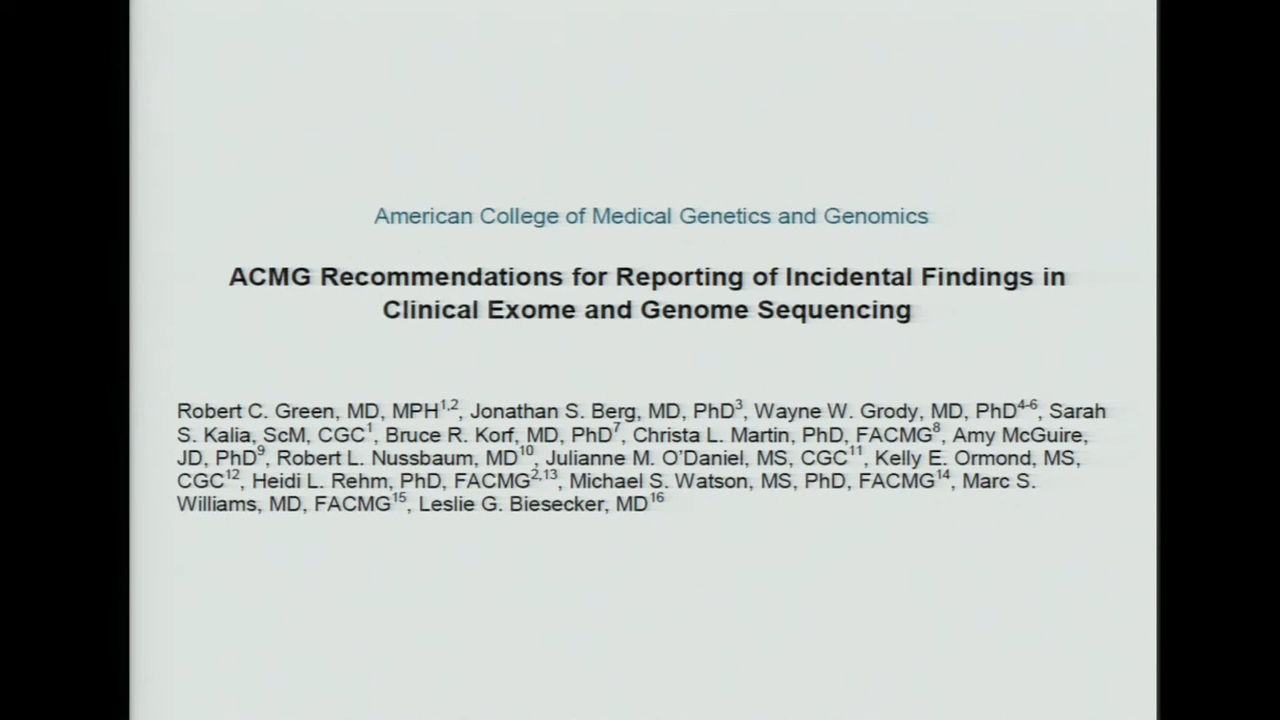 American College of Medical Genetics and Genomics
ACMG Recommendations for Reporting of Incidental Findings in
Clinical Exome and Genome Sequencing
Robert C. Green, MD, MPH1,2, Jonathan S. Berg, MD, PhD3, Wayne W. Grody, MD, PhD4-6, Sarah
S. Kalia, ScM, CGC1, Bruce R. Korf, MD, PhD7, Christa L. Martin, PhD, FACMG8, Amy McGuire,
JD, PhD9, Robert L. Nussbaum, MD10, Julianne M. O'Daniel, MS, CGC11, Kelly E. Ormond, MS,
CGC12, Heidi L. Rehm, PhD, FACMG2,13, Michael S. Watson, MS, PhD, FACMG14, Marc S.
Williams, MD, FACMG15, Leslie G. Biesecker, MD16